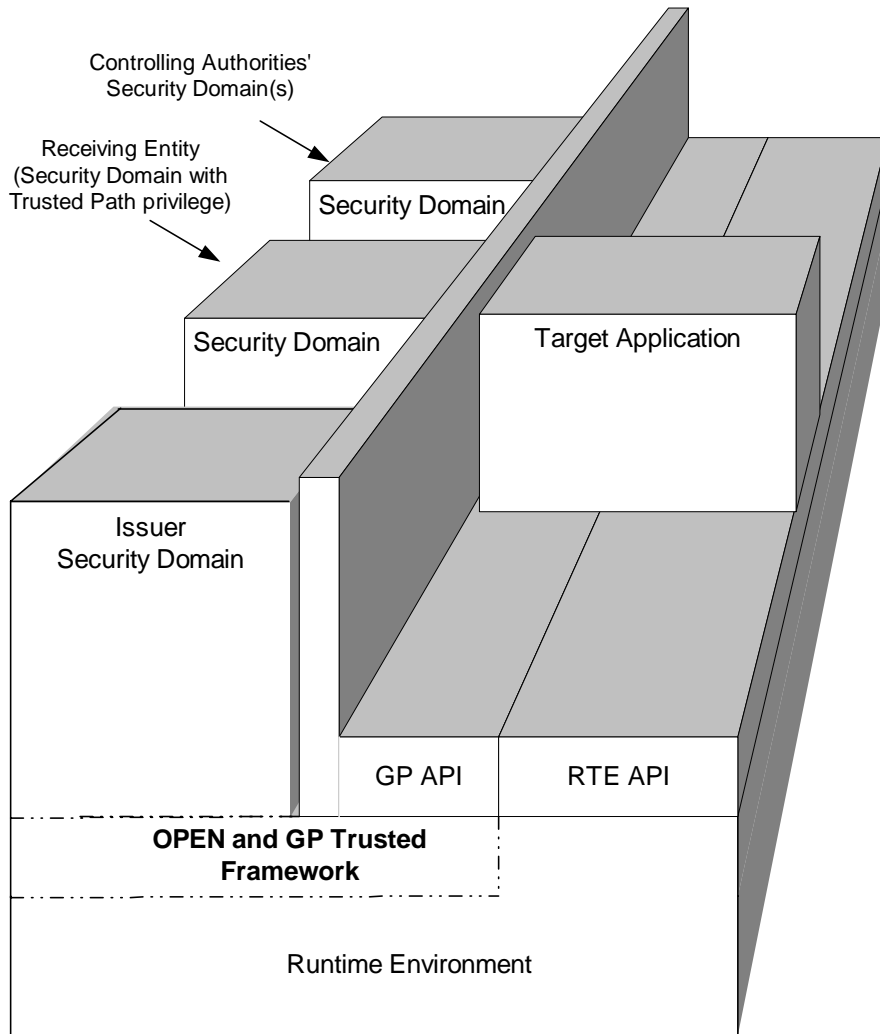 Controlling Authorities'
Security Domain(s)
Receiving Entity
(Security Domain with
Trusted Path privilege)
Security Domain
Security Domain
Target Application
Issuer
Security Domain
GP API
RTE API
OPEN and GP Trusted
Framework
Runtime Environment